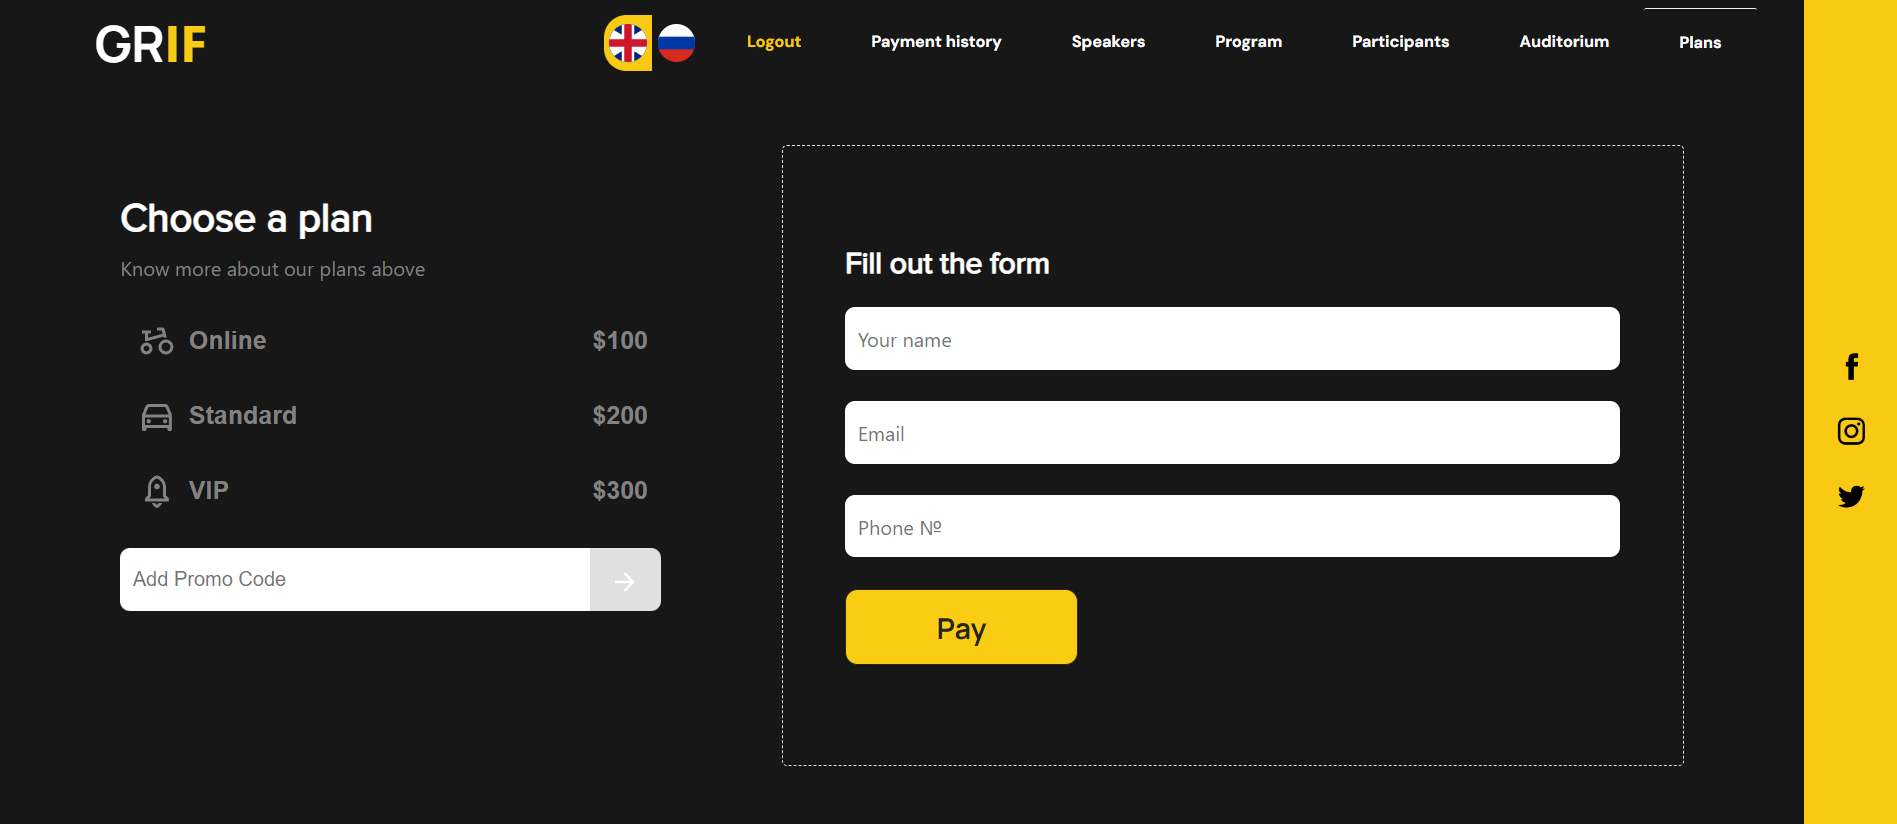 GRIF
Logout Payment history Speakers Program Participants Auditorium Plans
Choose a plan
Know more about our plans above
Online $100
Standard $200
VIP $300
Add Promo Code
Fill out the form
Your name
Email
Phone №
Pay